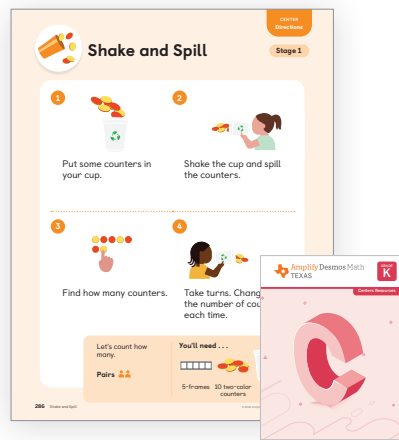 CENTER
Directions
Shake and Spill
Stage 1
1
Put some counters in
your cup.
2
Shake the cup and spill
the counters.
3
Find how many counters.
4
Take turns. Chang
the number of cou
each time.
Let's count how
many.
Pairs
You'll need . . .
5-frames
10 two-color
counters
286 Shake and Spill
Amplify Desmos Math
TEXAS
GRADE
K
Centers Resources